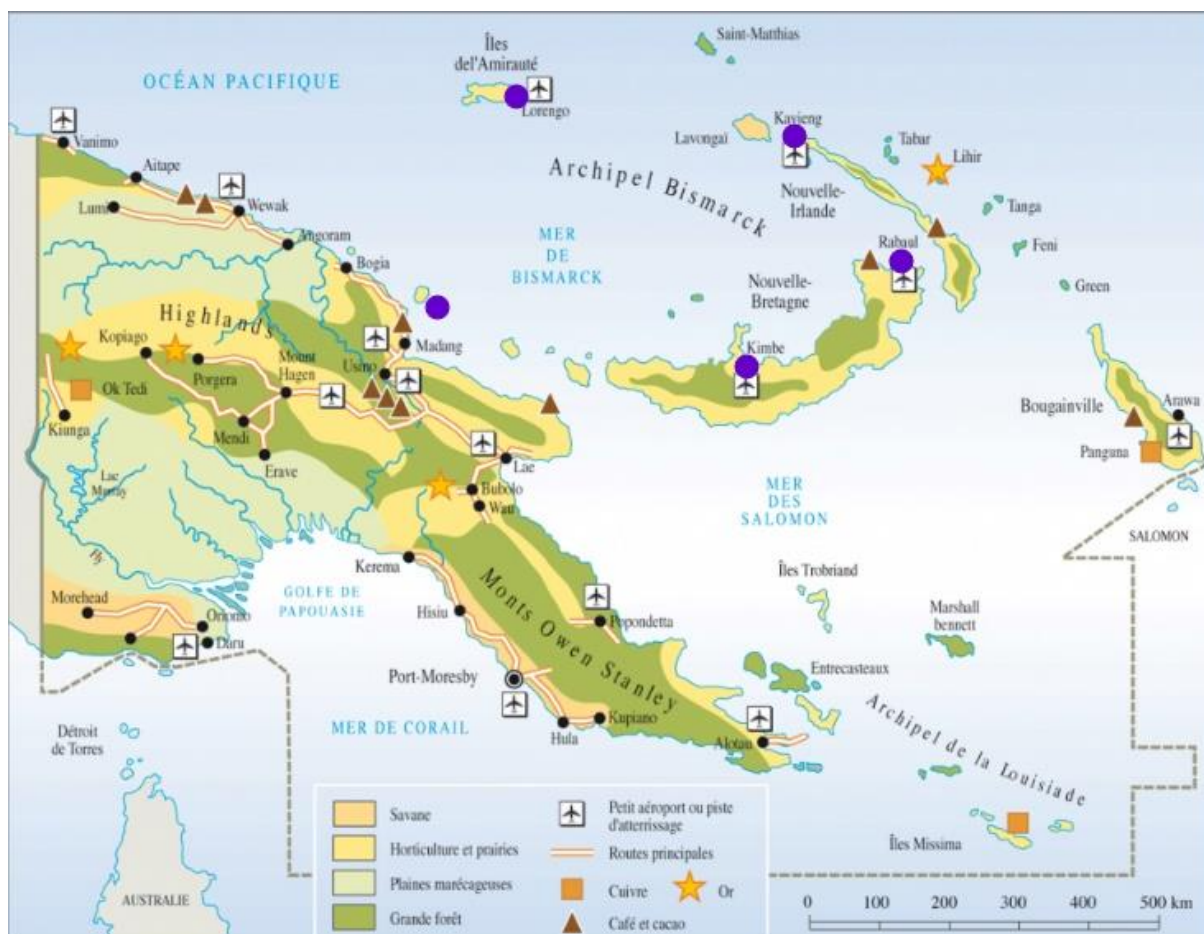 Saint-Matthias
Îles
del'Amirauté
OCÉAN PACIFIQUE
Lorengo
Kavieng
Lavongaï
Tabar
Lihir
Vanimo
Aitape
Archipel Bismarck
Nouvelle-
Irlande
Tanga
Lumi
Wewak
Angoram
MER
DE
BISMARCK
Rabaul
Feni
Bogia
Nouvelle-
Bretagne
Green
Highlands
Kopiago
Madang
Kimbe
Porgera
Mount
Hagen
Usino
Ok Tedi
Bougainville
Arawa
Kiunga
Mendi
Panguna
Erave
Lae
Lac
Murray
Bubolo
Wau
MER
DES
SALOMON
SALOMON
Fly
Kerema
GOLFE DE
PAPOUASIE
Îles Trobriand
Morehead
Hisiu
Monts Owen Stanley
Popondetta
Marshall
bennett
Oriomo
Daru
Port-Moresby
Entrecasteaux
MER DE CORAIL
Hula
Kupiano
Alotau
Archipel de la Louisiade
Détroit
de Torres
Îles Missima
AUSTRALIE
Savane
Horticulture et prairies
Plaines marécageuses
Grande forêt
Petit aéroport ou piste
d'atterrissage
Routes principales
Cuivre
Or
Café et cacao
0 100 200 300 400 500 km